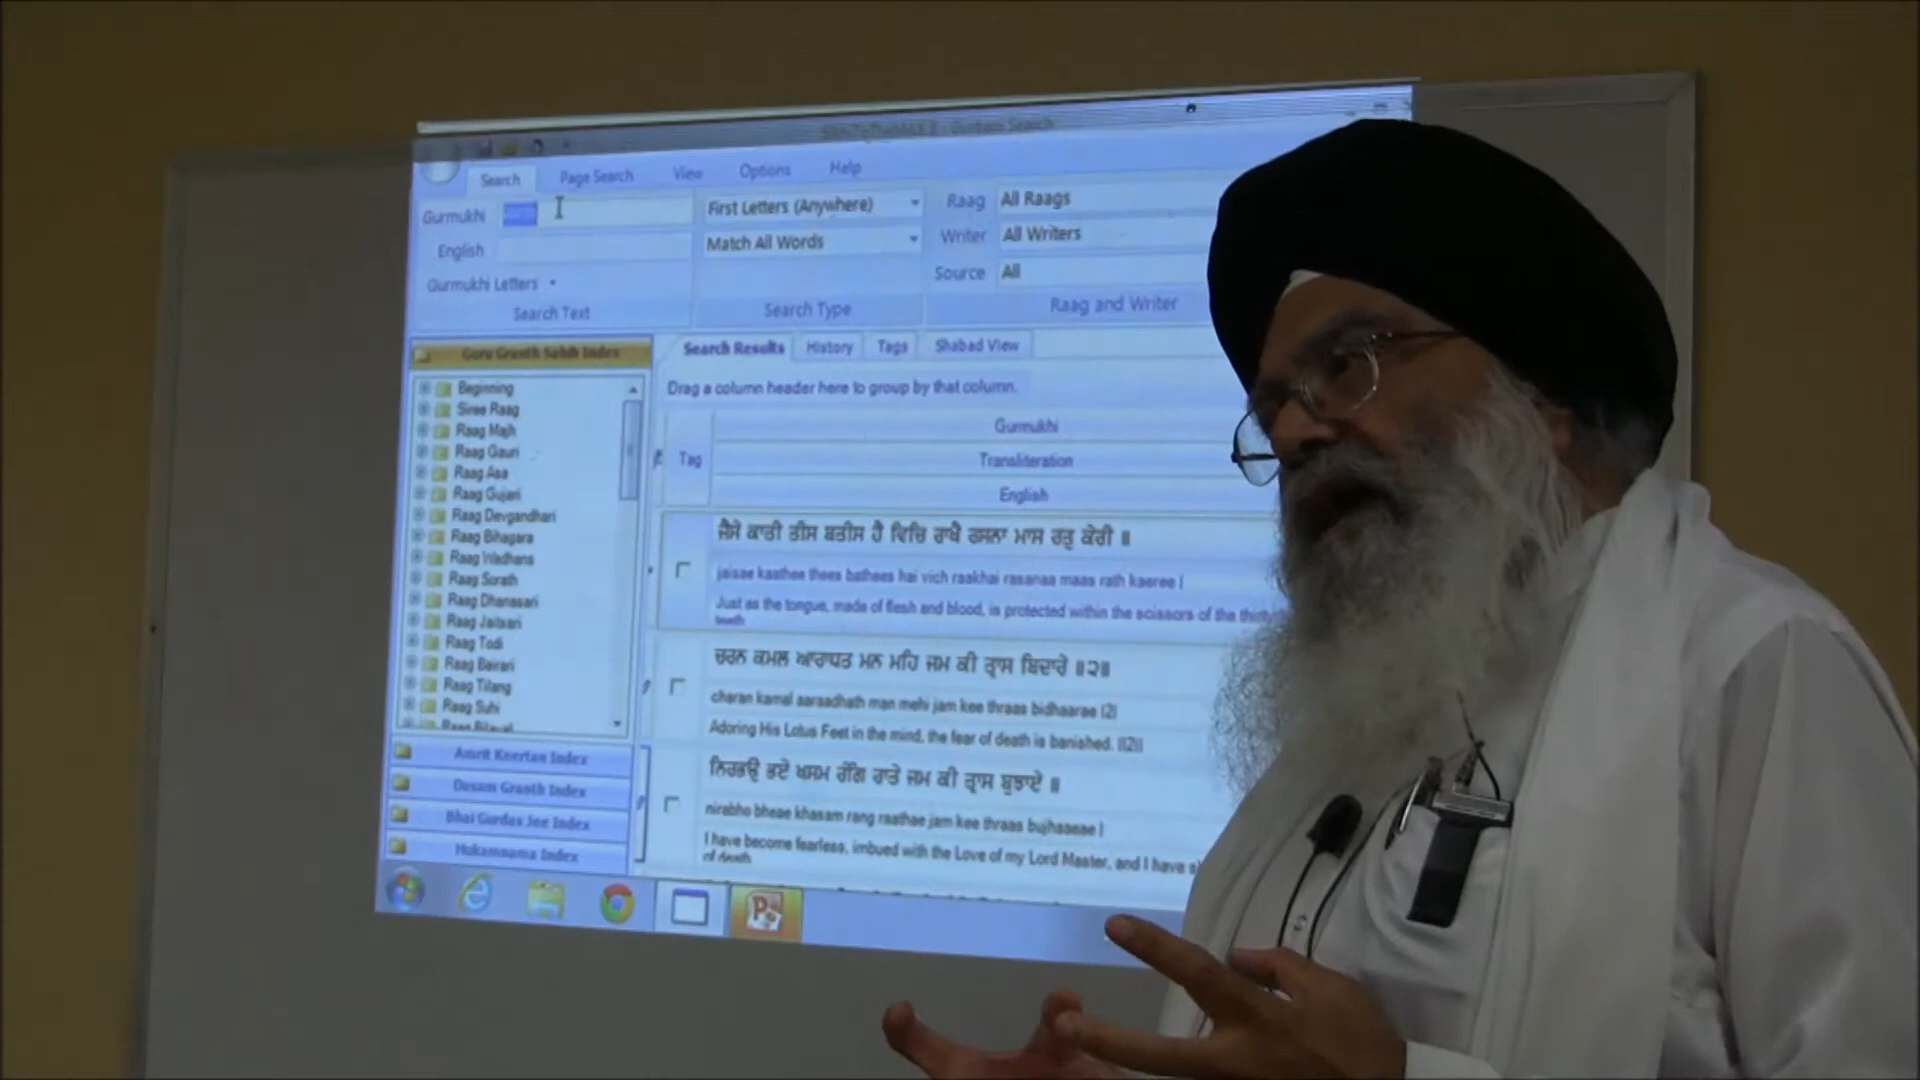 Gurbani Search
Search Page Search View Options Help
Gurmukhi First Letters (Anywhere) Raag All Raags
English Match All Words Writer All Writers
Gurmukhi Letters Source All
Search Text Search Type Raag and Writer
Guru Granth Sahib Index
Beginning
Siree Raag
Raag Majh
Raag Gauri
Raag Asa
Raag Gujari
Raag Devgandhari
Raag Bihagara
Raag Wadhans
Raag Sorath
Raag Dhanasari
Raag Jaitsari
Raag Todi
Raag Bairari
Raag Tilang
Raag Suhi
Raag Bilaval
Amrit Keertan Index
Dasam Granth Index
Bhai Gurdas Jee Index
Hukamnama Index
Search Results History Tags Shabad View
Drag a column header here to group by that column.
Tag
Gurmukhi
Transliteration
English
ਜੈਸੇ ਕਾਤੀ ਤੀਸ ਬਤੀਸ ਹੈ ਵਿਚਿ ਰਾਖੈ ਰਸਨਾ ਮਾਸ ਰਤੁ ਕੇਰੀ ॥
jaisae kaathee thees bathees hai vich raakhai rasanaa maas rath kaeree |
Just as the tongue, made of flesh and blood, is protected within the scissors of the thirty
teeth
ਚਰਨ ਕਮਲ ਆਰਾਧਤ ਮਨ ਮਹਿ ਜਮ ਕੀ ਤ੍ਰਾਸ ਬਿਦਾਰੇ ॥੨॥
charan kamal aaraadhath man mehi jam kee thraas bidhaarae |2|
Adoring His Lotus Feet in the mind, the fear of death is banished. ||2||
ਨਿਰਭਉ ਭਏ ਖਸਮ ਰੰਗਿ ਰਾਤੇ ਜਮ ਕੀ ਤ੍ਰਾਸ ਬੁਝਾਏ ॥
nirabho bheae khasam rang raathae jam kee thraas bujhaaeae |
I have become fearless, imbued with the Love of my Lord Master, and I have
of death